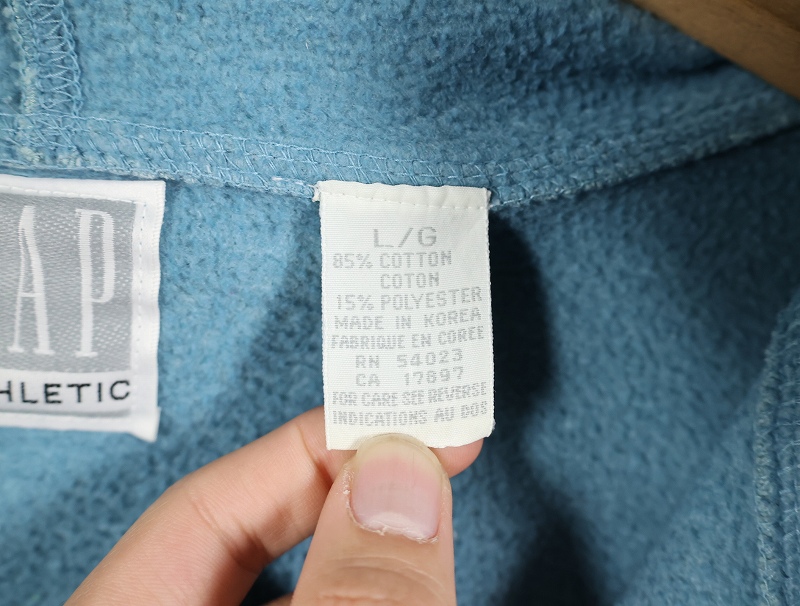 AP
HLETIC
L/G
85% COTTON
COTON
15% POLYESTER
MADE IN KOREA
FABRIQUE EN COREE
RN 54023
CA 17897
FOR CARE SEE REVERSE
INDICATIONS AU DOS